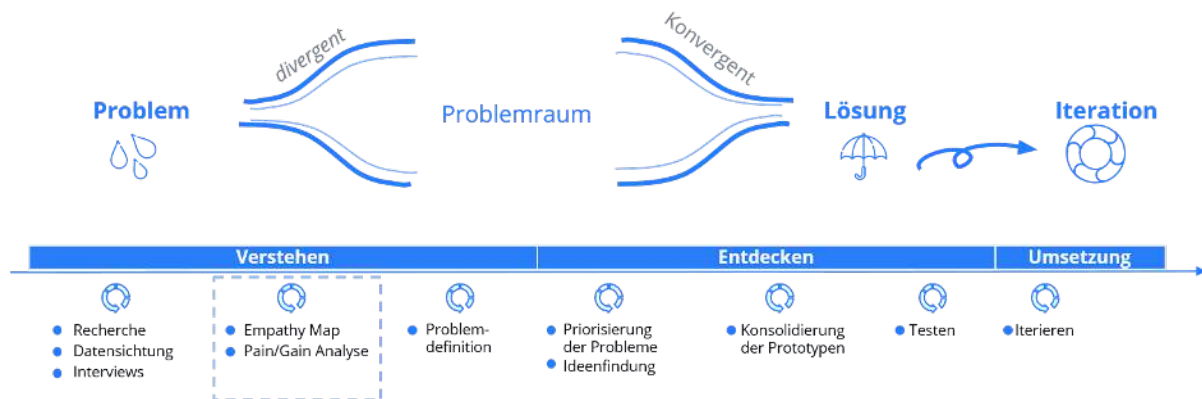 divergent
Konvergent
Problem
Problemraum
Lösung
Iteration
Verstehen
Entdecken
Umsetzung
Recherche
Datensichtung
Interviews
Empathy Map
Pain/Gain Analyse
Problem-
definition
Priorisierung
der Probleme
Ideenfindung
Konsolidierung
der Prototypen
Testen
Iterieren